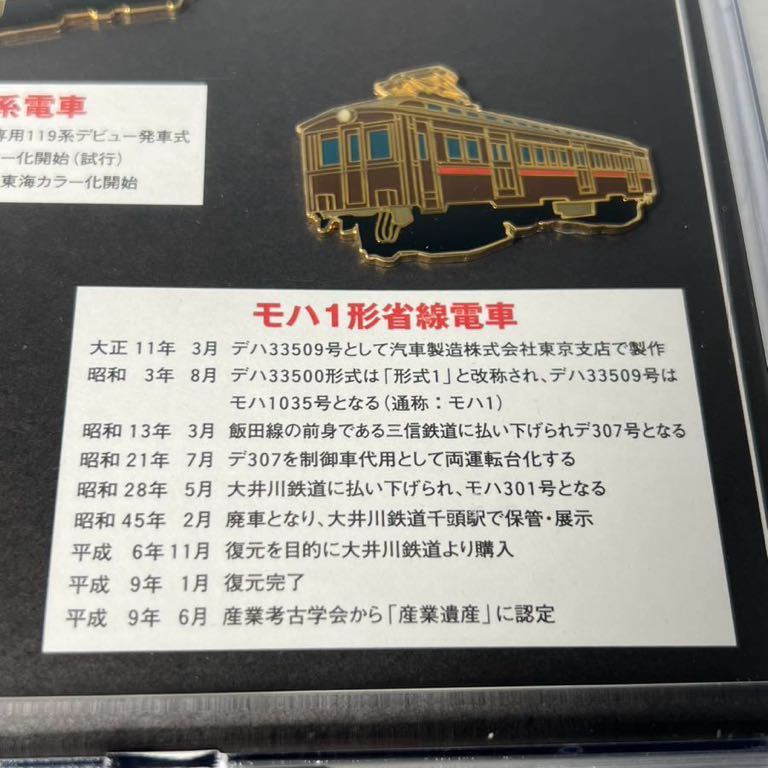 系電車
専用119系デビュー発車式
ー化開始（試行）
東海カラー化開始
モハ1形省線電車
大正 11年 3月 デハ33509号として汽車製造株式会社東京支店で製作
昭和 3年 8月 デハ33500形式は「形式1」と改称され、デハ33509号は
モハ1035号となる（通称：モハ1）
昭和 13年 3月 飯田線の前身である三信鉄道に払い下げられデ307号となる
昭和 21年 7月 デ307を制御車代用として両運転台化する
昭和 28年 5月 大井川鉄道に払い下げられ、モハ301号となる
昭和 45年 2月 廃車となり、大井川鉄道千頭駅で保管・展示
平成 6年 11月 復元を目的に大井川鉄道より購入
平成 9年 1月 復元完了
平成 9年 6月 産業考古学会から「産業遺産」に認定